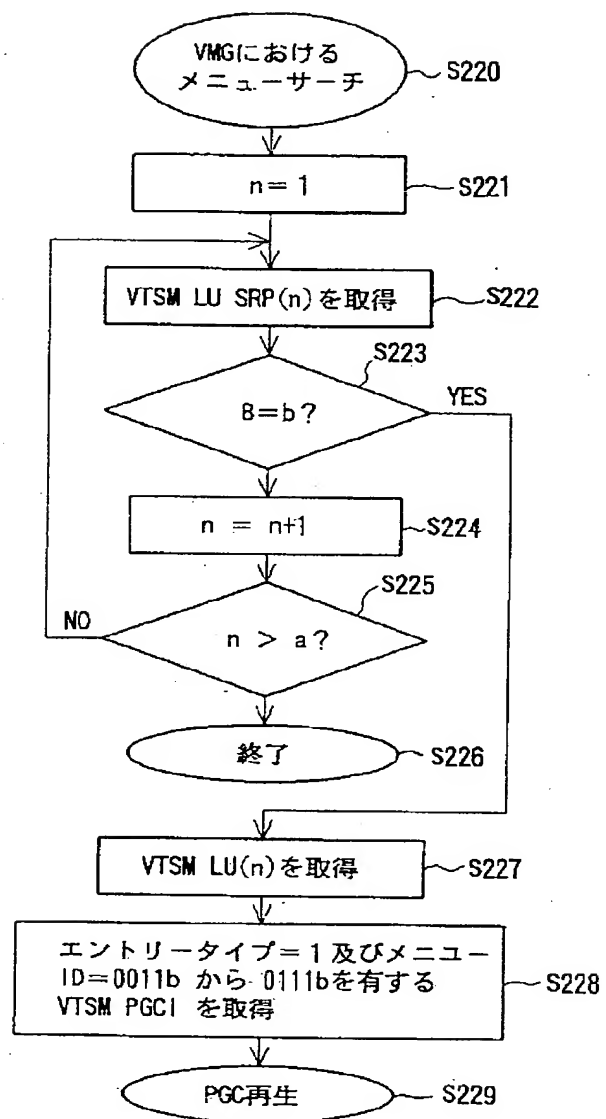 VMGにおける
メニューサーチ
S220
n= 1
S221
VTSM LU SRP(n)を取得
S222
S223
B=b?
YES
n = n+1
S224
S225
NO
n > a?
終了
S226
VTSM LU(n)を取得
S227
エントリータイプ=1 及びメニュー
ID=0011b から 0111bを有する
VTSM PGCI を取得
S228
PGC再生
S229